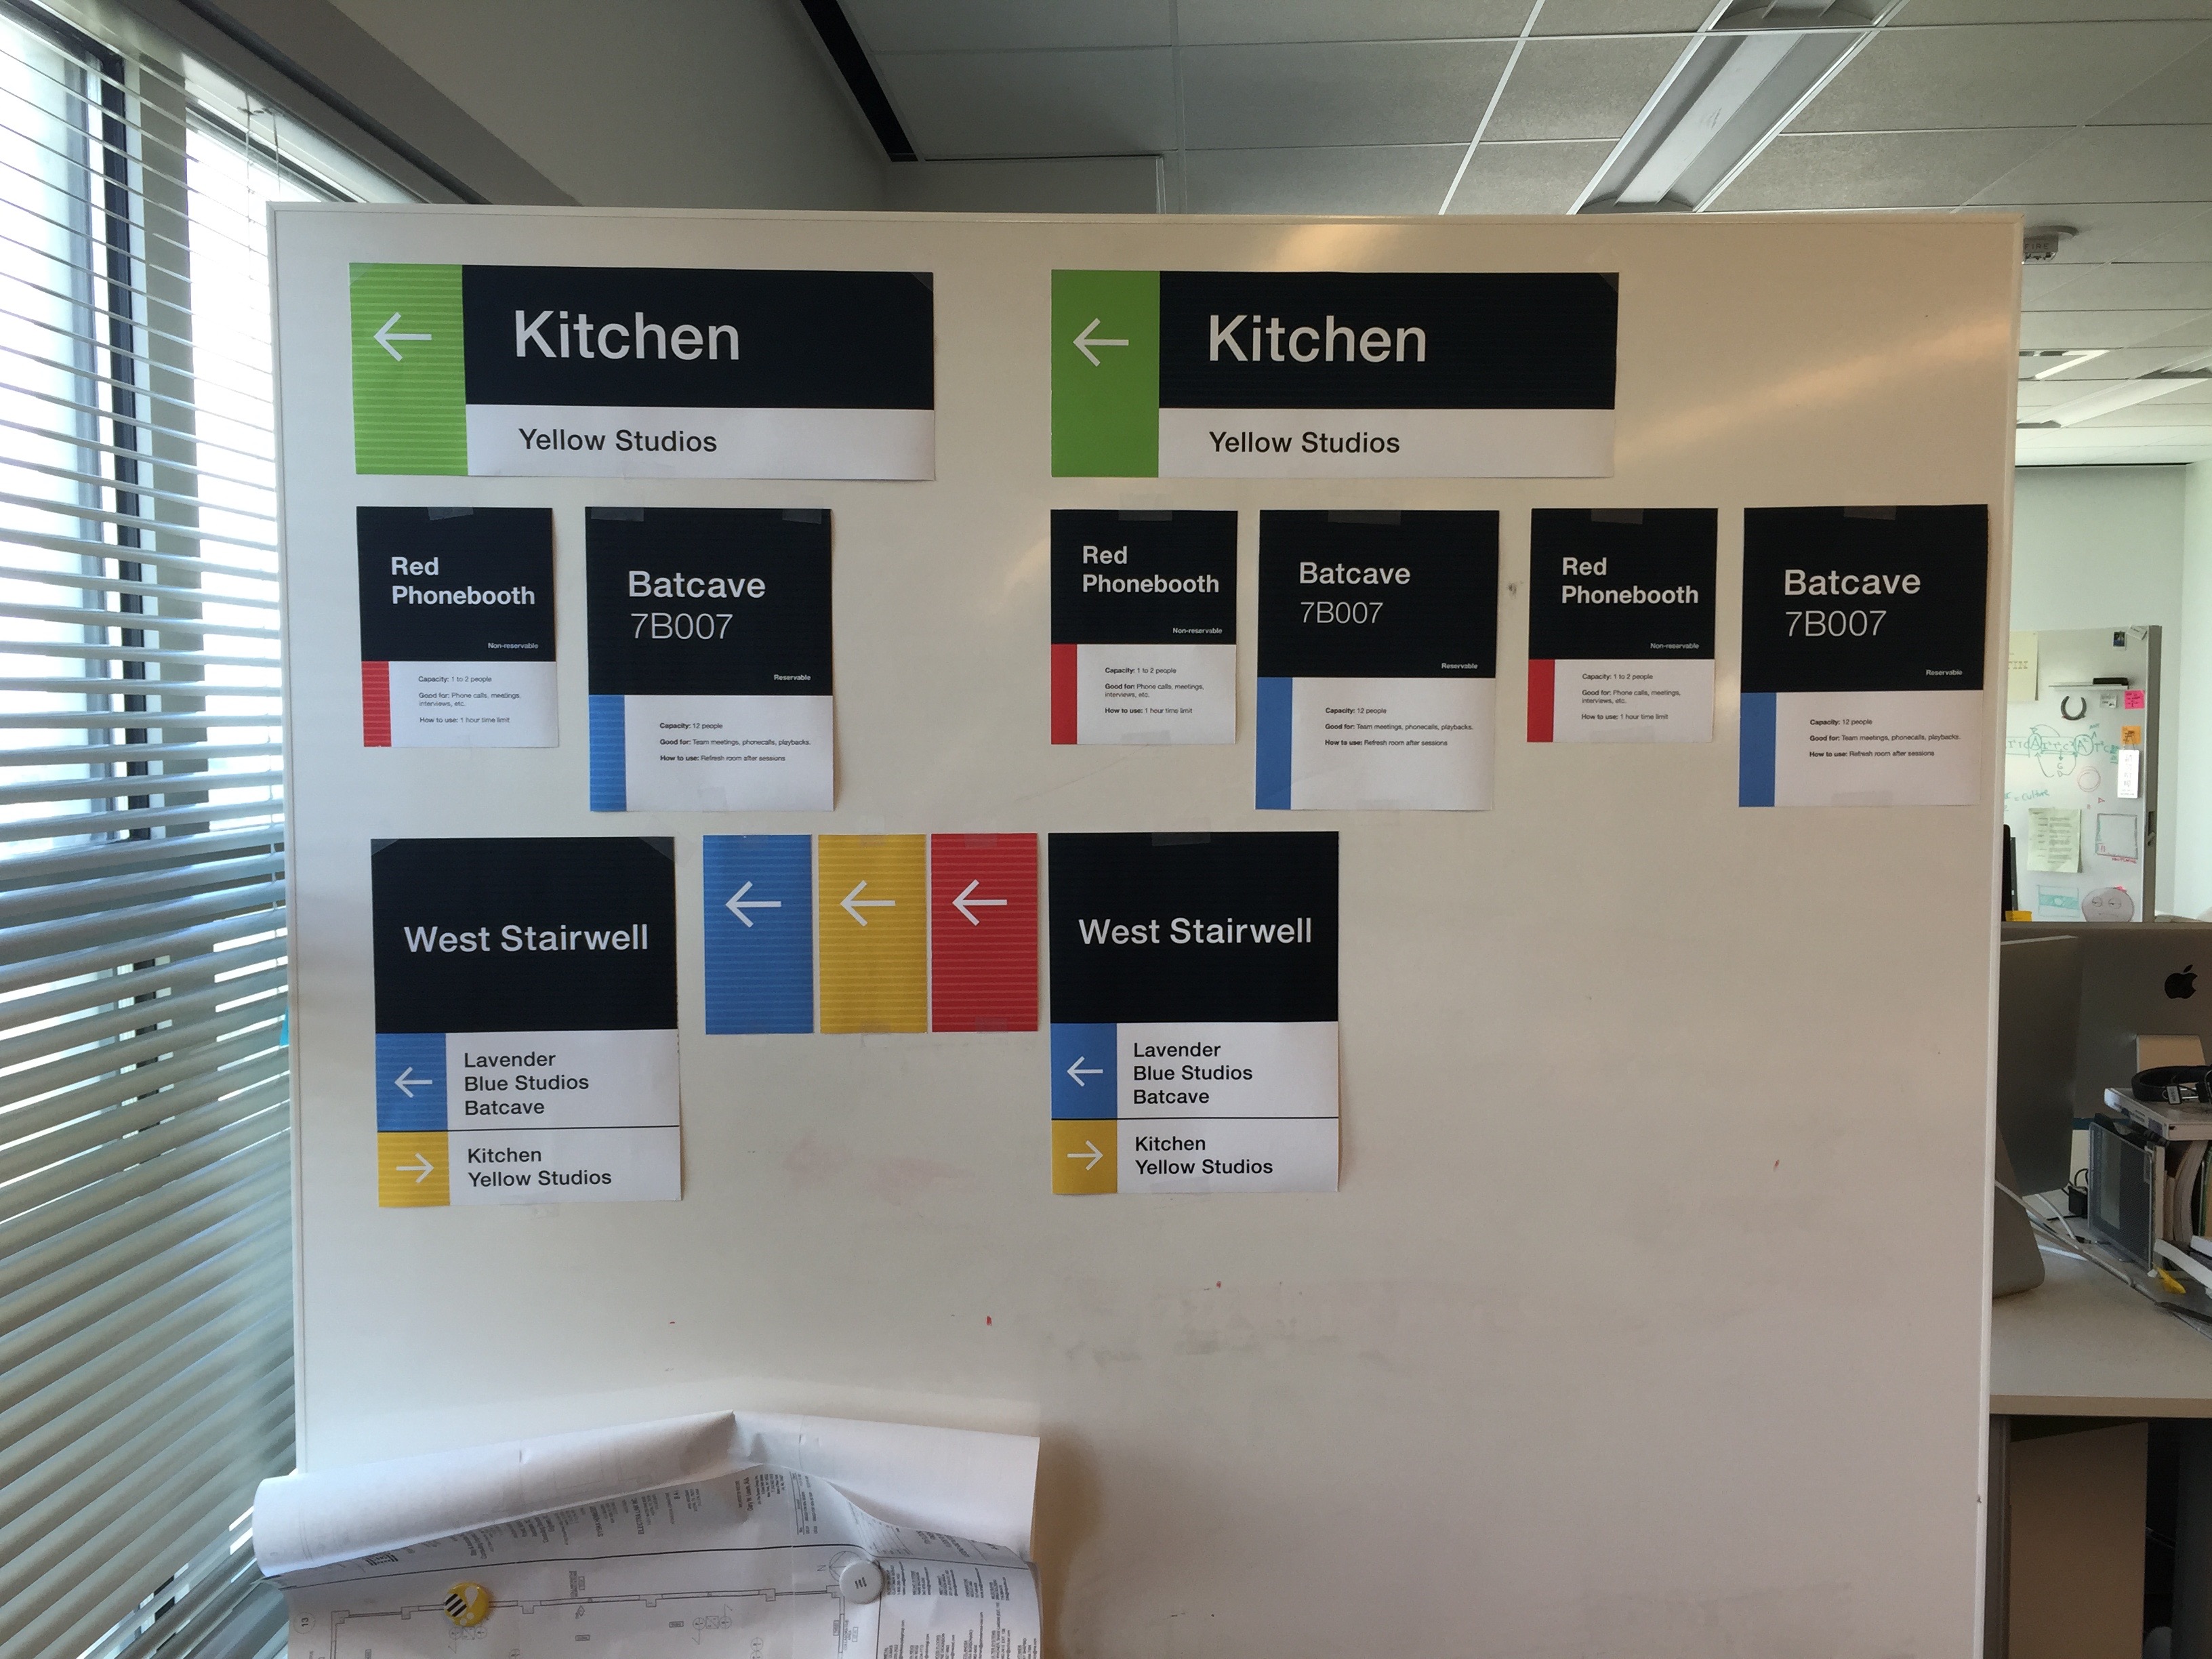 Kitchen
Yellow Studios
Kitchen
Yellow Studios
Red
Phonebooth
Non-reservable
Capacity: 1 to 2 people
Good for: Phone calls, meetings,
interviews, etc.
How to use: 1 hour time limit
Batcave
7B007
Reservable
Capacity: 12 people
Good for: Team meetings, phonecalls, playbacks.
How to use: Refresh room after sessions
Red
Phonebooth
Non-reservable
Capacity: 1 to 2 people
Good for: Phone calls, meetings,
interviews, etc.
How to use: 1 hour time limit
Batcave
7B007
Reservable
Capacity: 12 people
Good for: Team meetings, phonecalls, playbacks.
How to use: Refresh room after sessions
Red
Phonebooth
Non-reservable
Capacity: 1 to 2 people
Good for: Phone calls, meetings,
interviews, etc.
How to use: 1 hour time limit
Batcave
7B007
Reservable
Capacity: 12 people
Good for: Team meetings, phonecalls, playbacks.
How to use: Refresh room after sessions
West Stairwell
Lavender
Blue Studios
Batcave
Kitchen
Yellow Studios
West Stairwell
Lavender
Blue Studios
Batcave
Kitchen
Yellow Studios
FIRE
13
N